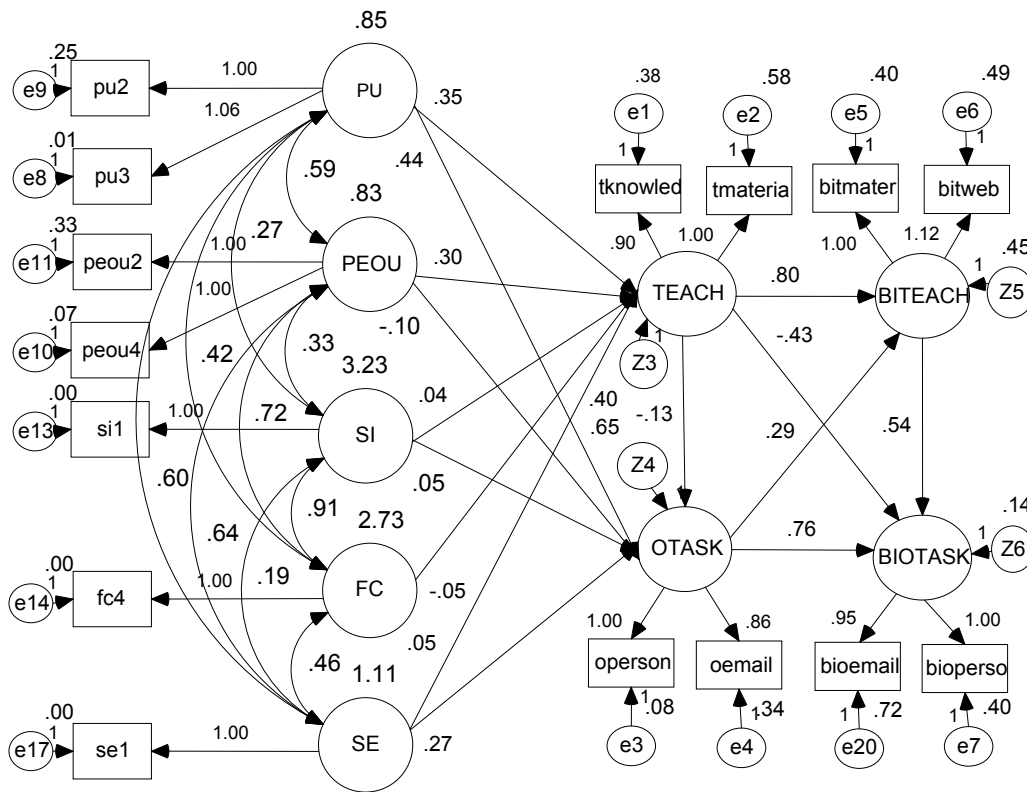 .85
.25
1
e9
pu2
1.00
PU
.35
.38
.58
.40
.49
e1
e2
e5
e6
1.06
.01
1
e8
pu3
.44
1
1
1
1
.59
.83
tknowled
tmateria
bitmater
bitweb
.33
1
e11
peou2
1.00
.27
PEOU
.30
.90
1.00
1.00
1.12
.45
TEACH
.80
BITEACH
1
Z5
1.00
.07
1
e10
peou4
.42
.33
-.10
3.23
1
Z3
-.43
.00
1
e13
si1
1.00
.72
SI
.04
.40
.65
-.13
.29
.54
.60
.64
.91
.05
2.73
Z4
1
.14
.19
OTASK
.76
BIOTASK
1
Z6
.00
1
e14
fc4
1.00
FC
-.05
.05
.46
1.11
1.00
.86
.95
1.00
operson
oemail
bioemail
bioperso
.00
1
e17
se1
1.00
SE
.27
1
.08
1
.34
1
.72
1
.40
e3
e4
e20
e7